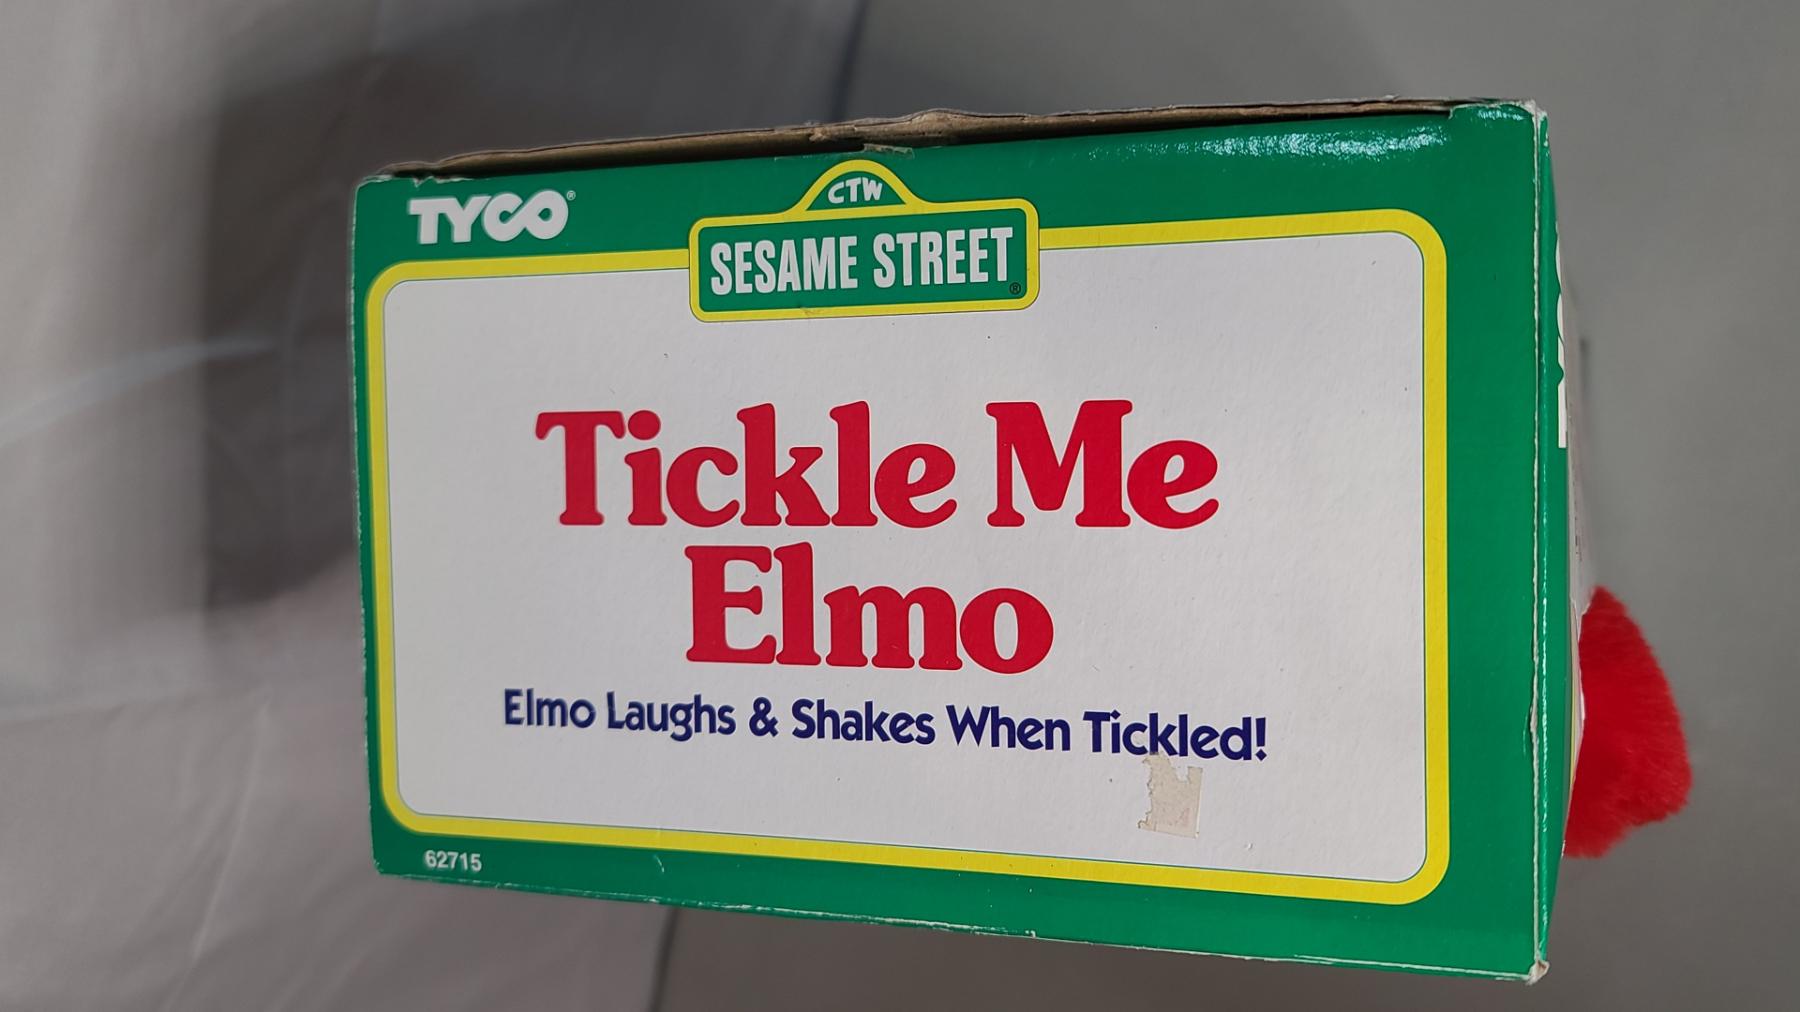 TYCO®
CTW
SESAME STREET®
Tickle Me
Elmo
Elmo Laughs & Shakes When Tickled!
62715